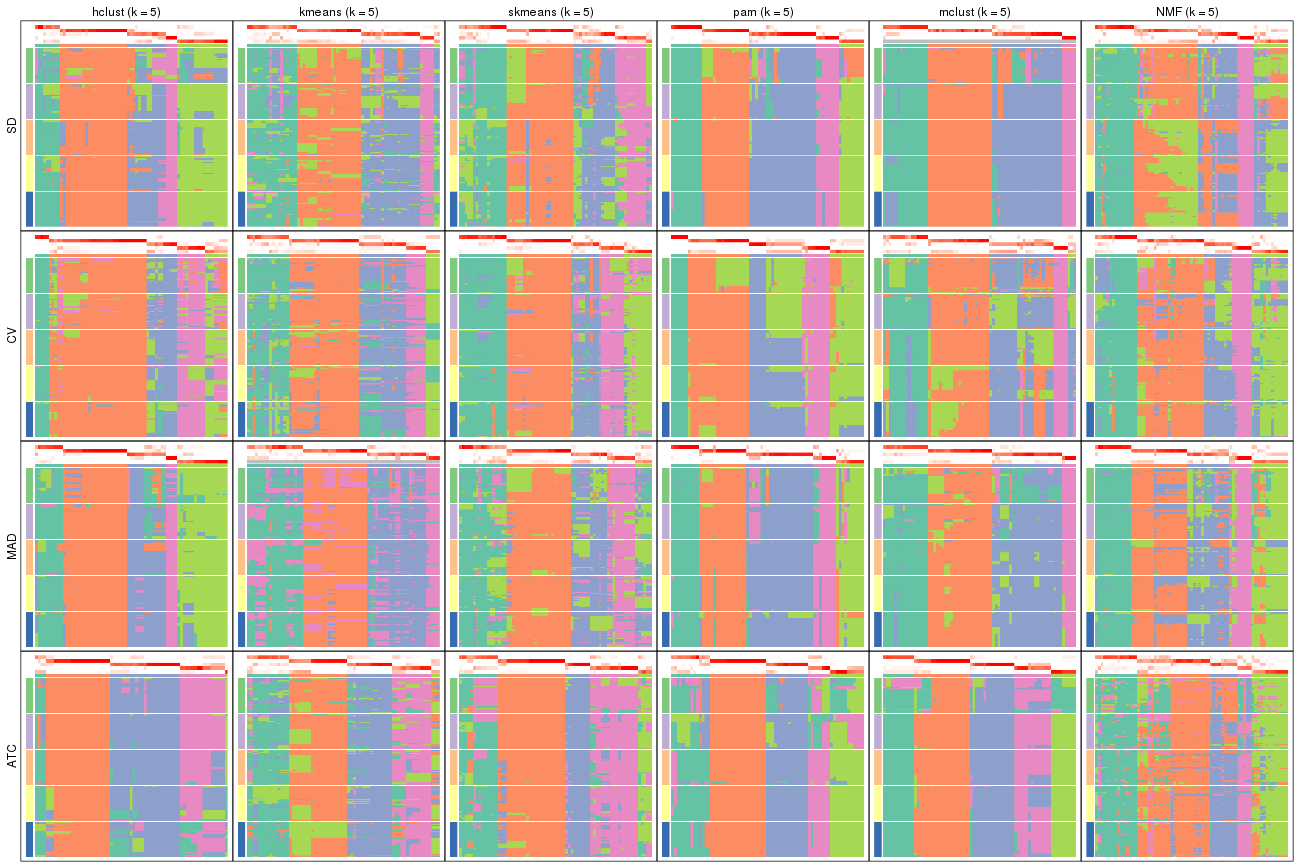 hclust (k = 5)
kmeans (k = 5)
skmeans (k = 5)
pam (k = 5)
mclust (k = 5)
NMF (k = 5)
SD
CV
MAD
ATC